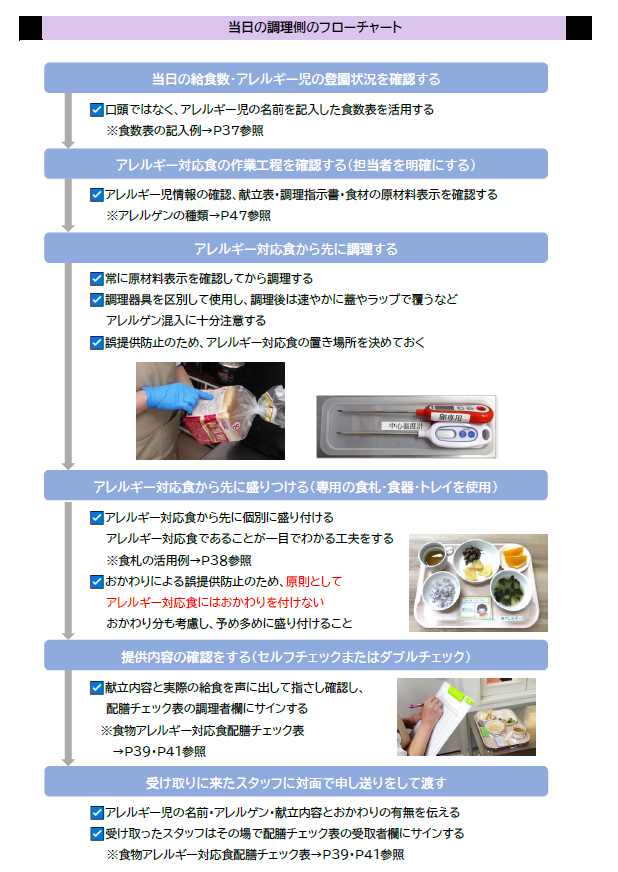 当日の調理側のフローチャート
当日の給食数・アレルギー児の登園状況を確認する
口頭ではなく、アレルギー児の名前を記入した食数表を活用する
※食数表の記入例→P37参照
アレルギー対応食の作業工程を確認する（担当者を明確にする）
アレルギー児情報の確認、献立表・調理指示書・食材の原材料表示を確認する
※アレルゲンの種類→P47参照
アレルギー対応食から先に調理する
常に原材料表示を確認してから調理する
調理器具を区別して使用し、調理後は速やかに蓋やラップで覆うなど
アレルゲン混入に十分注意する
誤提供防止のため、アレルギー対応食の置き場所を決めておく
卵専用
中心温度計
アレルギー対応食から先に盛りつける（専用の食札・食器・トレイを使用）
アレルギー対応食から先に個別に盛り付ける
アレルギー対応食であることが一目でわかる工夫をする
※食札の活用例→P38参照
おかわりによる誤提供防止のため、原則として
アレルギー対応食にはおかわりを付けない
おかわり分も考慮し、予め多めに盛り付けること
提供内容の確認をする（セルフチェックまたはダブルチェック）
献立内容と実際の給食を声に出して指さし確認し、
配膳チェック表の調理者欄にサインする
※食物アレルギー対応食配膳チェック表
→P39・P41参照
受け取りに来たスタッフに対面で申し送りをして渡す
アレルギー児の名前・アレルゲン・献立内容とおかわりの有無を伝える
受け取ったスタッフはその場で配膳チェック表の受取者欄にサインする
※食物アレルギー対応食配膳チェック表→P39・P41参照